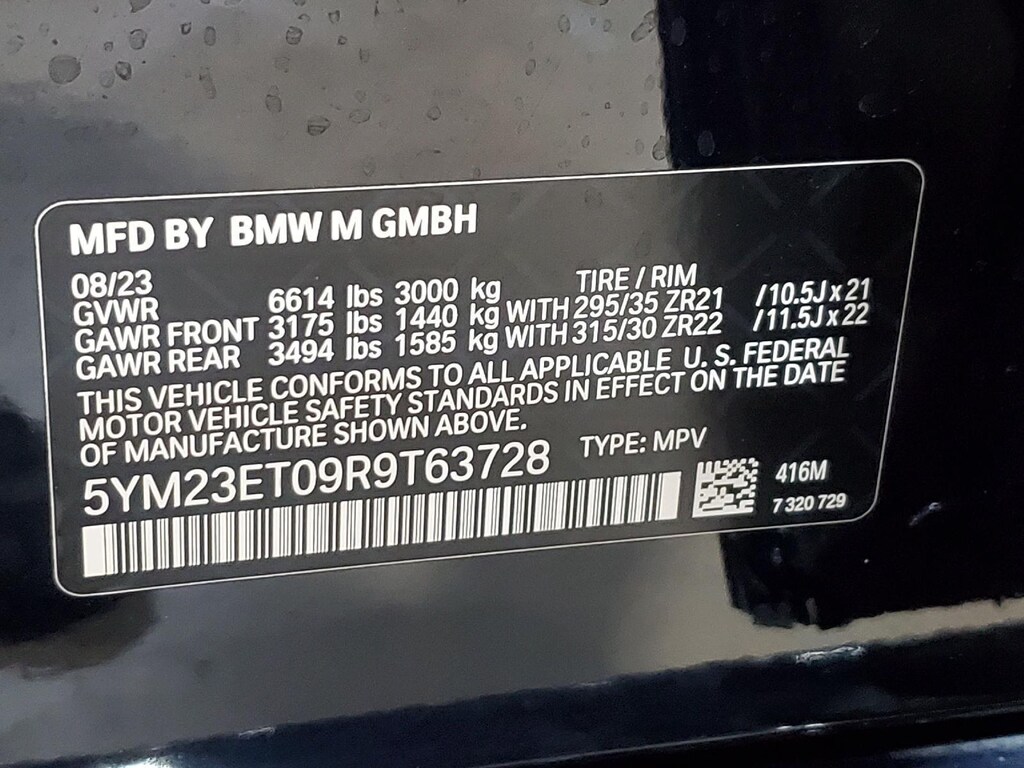 MFD BY BMW M GMBH
08/23 TIRE / RIM
GVWR 6614 lbs 3000 kg
GAWR FRONT 3175 lbs 1440 kg WITH 295/35 ZR21 /10.5J x 21
GAWR REAR 3494 lbs 1585 kg WITH 315/30 ZR22 /11.5J x 22
THIS VEHICLE CONFORMS TO ALL APPLICABLE U. S. FEDERAL
MOTOR VEHICLE SAFETY STANDARDS IN EFFECT ON THE DATE
OF MANUFACTURE SHOWN ABOVE.
5YM23ET09R9T63728 TYPE: MPV
416M
7 320 729